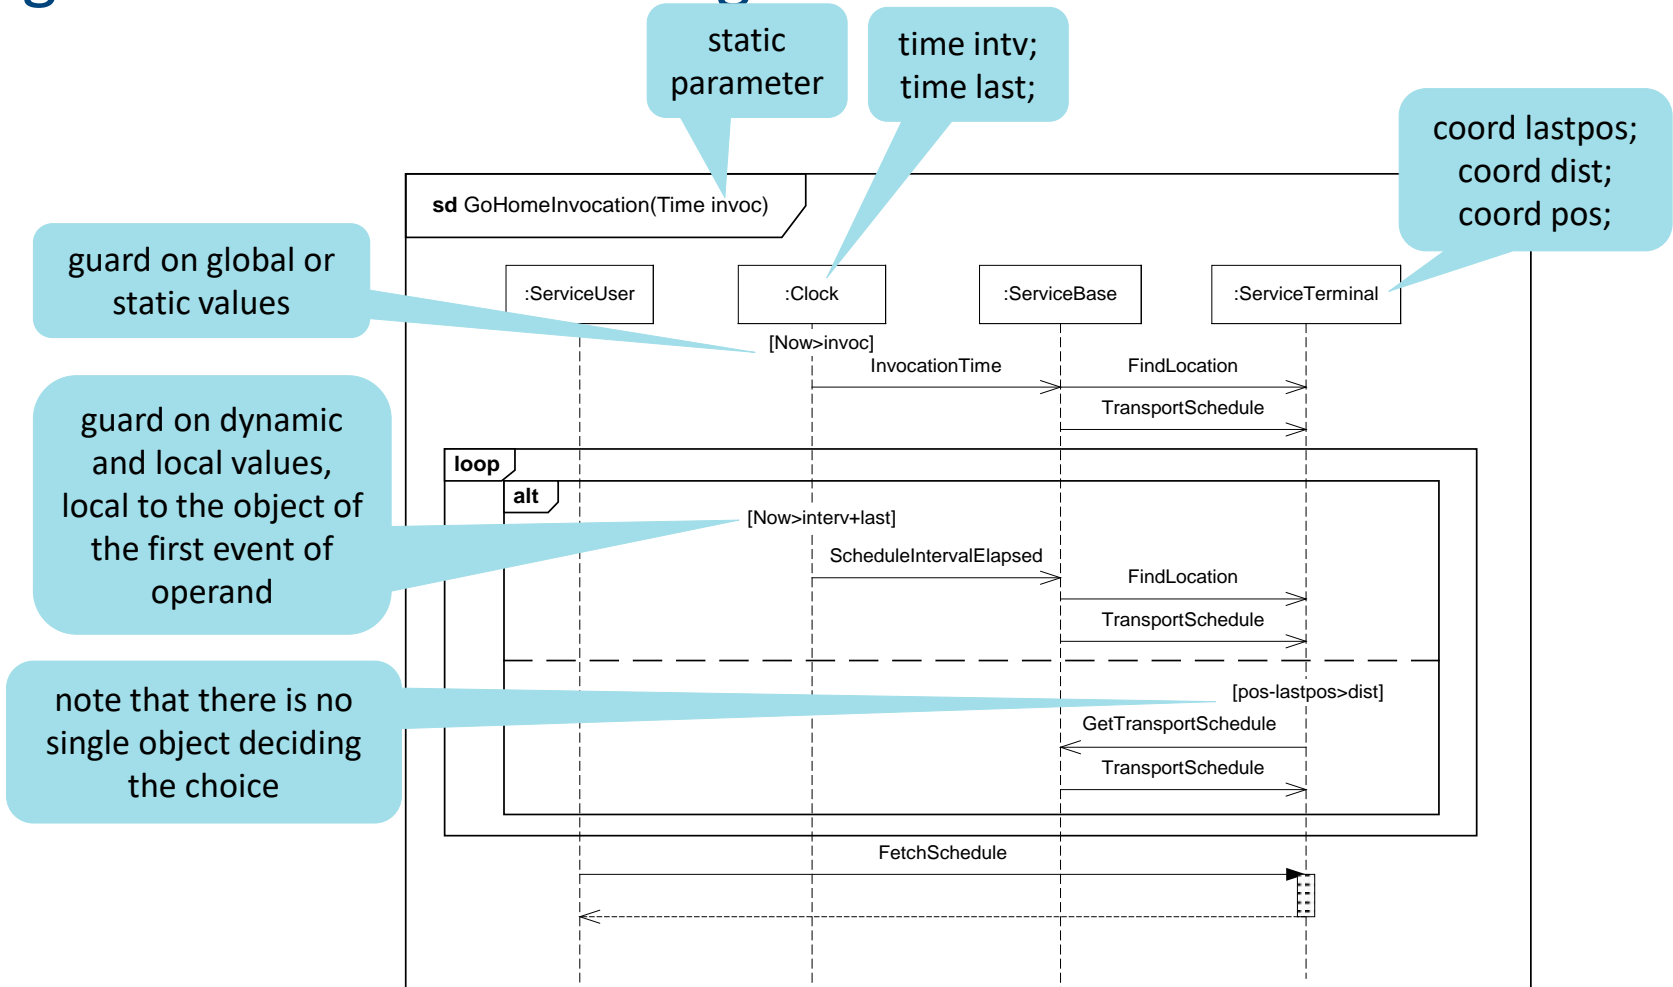 static
parameter
time intv;
time last;
coord lastpos;
coord dist;
coord pos;
sd GoHomeInvocation(Time invoc)
guard on global or
static values
:ServiceUser
:Clock
:ServiceBase
:ServiceTerminal
[Now>invoc]
InvocationTime
FindLocation
TransportSchedule
guard on dynamic
and local values,
local to the object of
the first event of
operand
loop
alt
[Now>interv+last]
ScheduleIntervalElapsed
FindLocation
TransportSchedule
note that there is no
single object deciding
the choice
[pos-lastpos>dist]
GetTransportSchedule
TransportSchedule
FetchSchedule